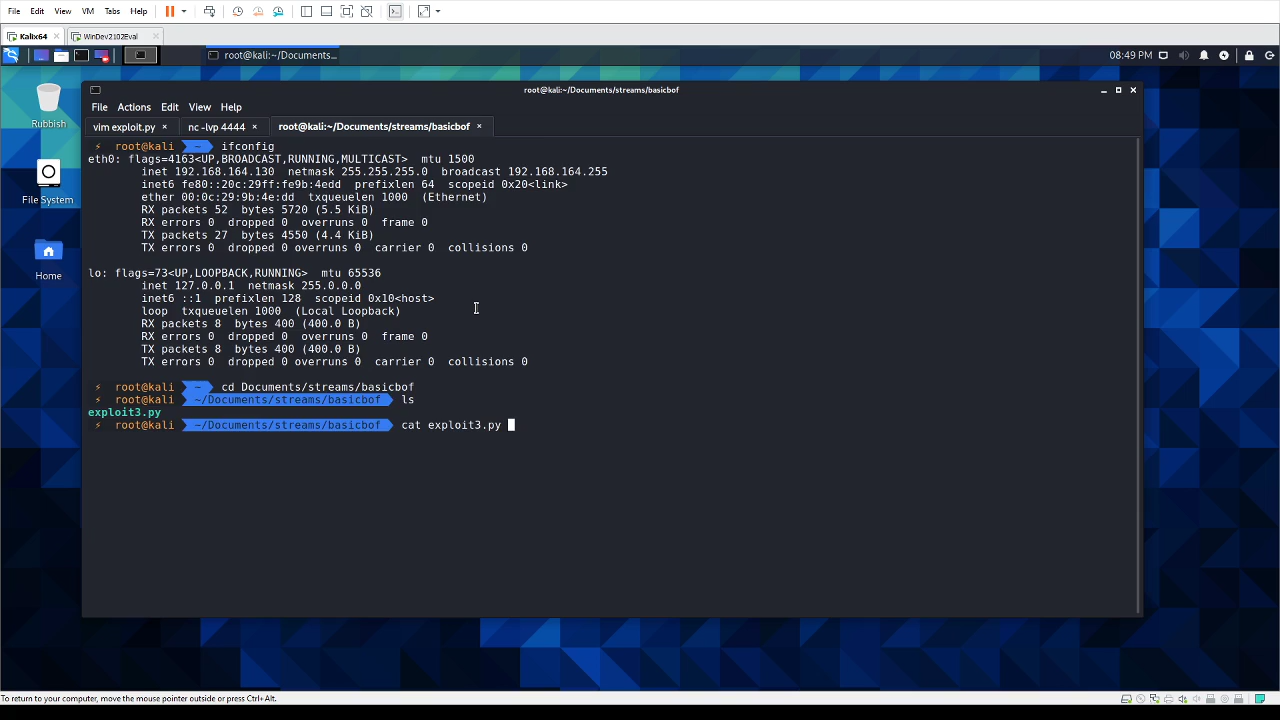 File Edit View VM Tabs Help
Kalix64 × WinDev2102Eval ×
root@kali:~/Documents... 08:49 PM
Rubbish
File System
Home
root@kali:~/Documents/streams/basicbof
File Actions Edit View Help
vim exploit.py × nc -lvp 4444 × root@kali:~/Documents/streams/basicbof ×
⚡ root@kali ~ ifconfig
eth0: flags=4163<UP,BROADCAST,RUNNING,MULTICAST> mtu 1500
inet 192.168.164.130 netmask 255.255.255.0 broadcast 192.168.164.255
inet6 fe80::20c:29ff:fe9b:4edd prefixlen 64 scopeid 0x20<link>
ether 00:0c:29:9b:4e:dd txqueuelen 1000 (Ethernet)
RX packets 52 bytes 5720 (5.5 KiB)
RX errors 0 dropped 0 overruns 0 frame 0
TX packets 27 bytes 4550 (4.4 KiB)
TX errors 0 dropped 0 overruns 0 carrier 0 collisions 0
lo: flags=73<UP,LOOPBACK,RUNNING> mtu 65536
inet 127.0.0.1 netmask 255.0.0.0
inet6 ::1 prefixlen 128 scopeid 0x10<host>
loop txqueuelen 1000 (Local Loopback)
RX packets 8 bytes 400 (400.0 B)
RX errors 0 dropped 0 overruns 0 frame 0
TX packets 8 bytes 400 (400.0 B)
TX errors 0 dropped 0 overruns 0 carrier 0 collisions 0
⚡ root@kali ~ cd Documents/streams/basicbof
⚡ root@kali ~/Documents/streams/basicbof ls
exploit3.py
⚡ root@kali ~/Documents/streams/basicbof cat exploit3.py
To return to your computer, move the mouse pointer outside or press Ctrl+Alt.